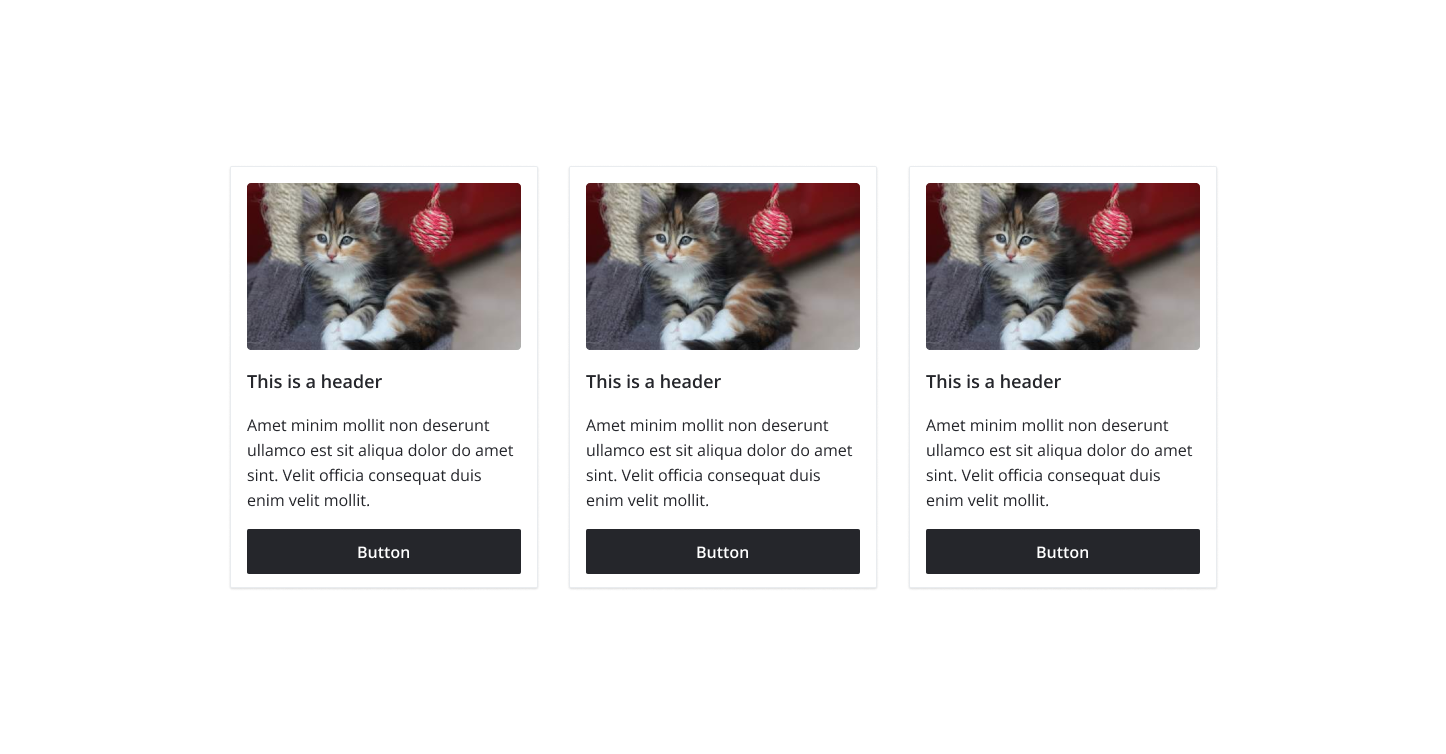 This is a header
Amet minim mollit non deserunt
ullamco est sit aliqua dolor do amet
sint. Velit officia consequat duis
enim velit mollit.
Button
This is a header
Amet minim mollit non deserunt
ullamco est sit aliqua dolor do amet
sint. Velit officia consequat duis
enim velit mollit.
Button
This is a header
Amet minim mollit non deserunt
ullamco est sit aliqua dolor do amet
sint. Velit officia consequat duis
enim velit mollit.
Button